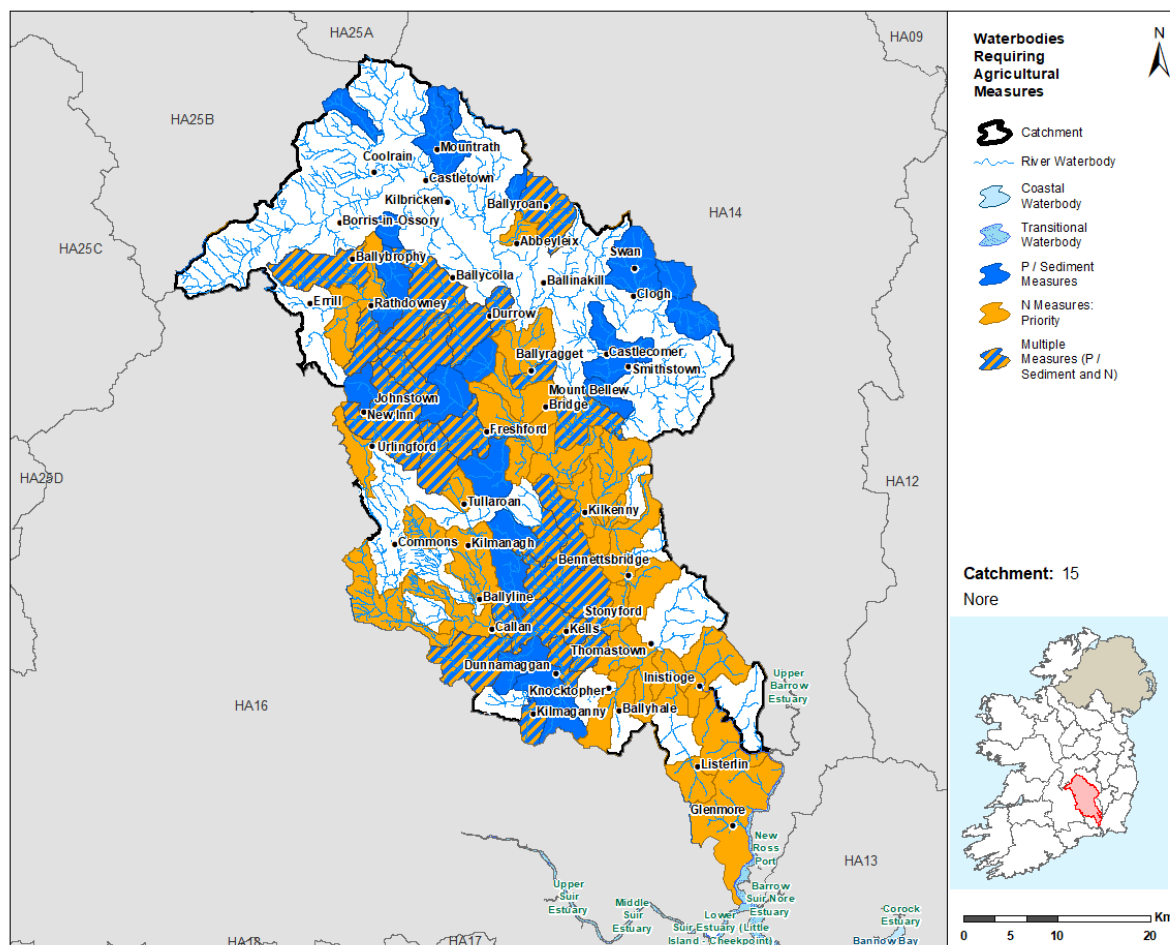 HA25A
HA09
HA25B
HA14
HA25C
HA25D
HA12
HA16
HA13
HA18
HA17
Mountrath
Coolrain
Castletown
Kilbricken
Ballyroan
Borris-in-Ossory
Abbeyleix
Swan
Ballybrophy
Ballycolla
Ballinakill
Clogh
Errill
Rathdowney
Durrow
Castlecomer
Ballyragget
Smithstown
Mount Bellew
Bridge
Johnstown
New Inn
Freshford
Urlingford
Tullaroan
Kilkenny
Commons
Kilmanagh
Bennettsbridge
Ballyline
Stonyford
Callan
Kells
Thomastown
Dunnamaggan
Inistioge
Knocktopher
Kilmaganny
Ballyhale
Listerlin
Glenmore
Upper
Barrow
Estuary
New
Ross
Port
Barrow
Suir Nore
Estuary
Upper
Suir
Estuary
Middle
Suir
Estuary
Lower
Suir Estuary (Little
Island - Cheekpoint)
Corock
Estuary
Bannow Bay
Waterbodies
Requiring
Agricultural
Measures
N
Catchment
River Waterbody
Coastal
Waterbody
Transitional
Waterbody
P / Sediment
Measures
N Measures:
Priority
Multiple
Measures (P /
Sediment and N)
Catchment: 15
Nore
Km
0 5 10 20